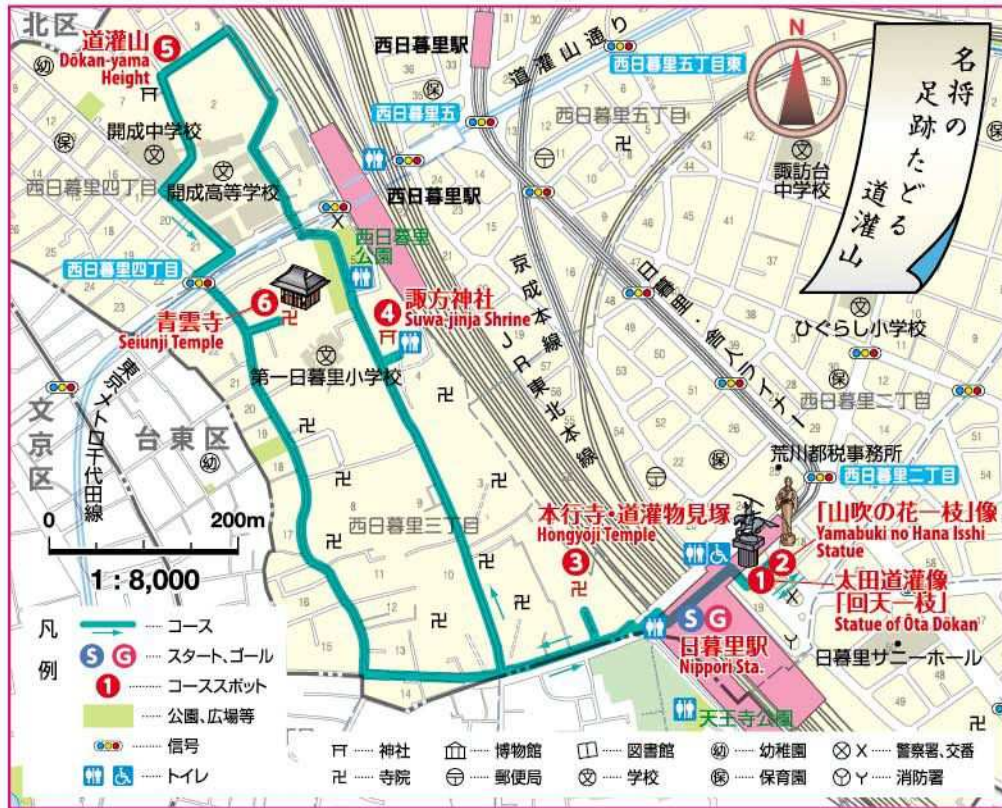 名将の
足跡たどる
道灌山
北区
道灌山
Dōkan-yama
Height
5
開成中学校
開成高等学校
西日暮里四丁目
西日暮里四丁目
西日暮里駅
道灌山通り
西日暮里五丁目東
西日暮里五
西日暮里五丁目
西日暮里駅
N
諏訪台
中学校
西日暮里
公園
6
青雲寺
Seiunji Temple
4
諏方神社
Suwa-jinja Shrine
第一日暮里小学校
京成本線
JR東北本線
日暮里・舎人ライナー
ひぐらし小学校
西日暮里二丁目
荒川都税事務所
西日暮里二丁目
東京メトロ千代田線
文京区
台東区
西日暮里三丁目
本行寺・道灌物見塚
Hongyoji Temple
3
2
「山吹の花一枝」像
Yamabuki no Hana Isshi
Statue
1
太田道灌像
「回天一枝」
Statue of Ōta Dōkan
S G
日暮里駅
Nippori Sta.
日暮里サニーホール
天王寺公園
0 200m
1 : 8,000
凡例
コース
S G スタート、ゴール
1 コーススポット
公園、広場等
信号
トイレ
神社
寺院
博物館
郵便局
図書館
文 学校
幼 幼稚園
保 保育園
警察署、交番
消防署